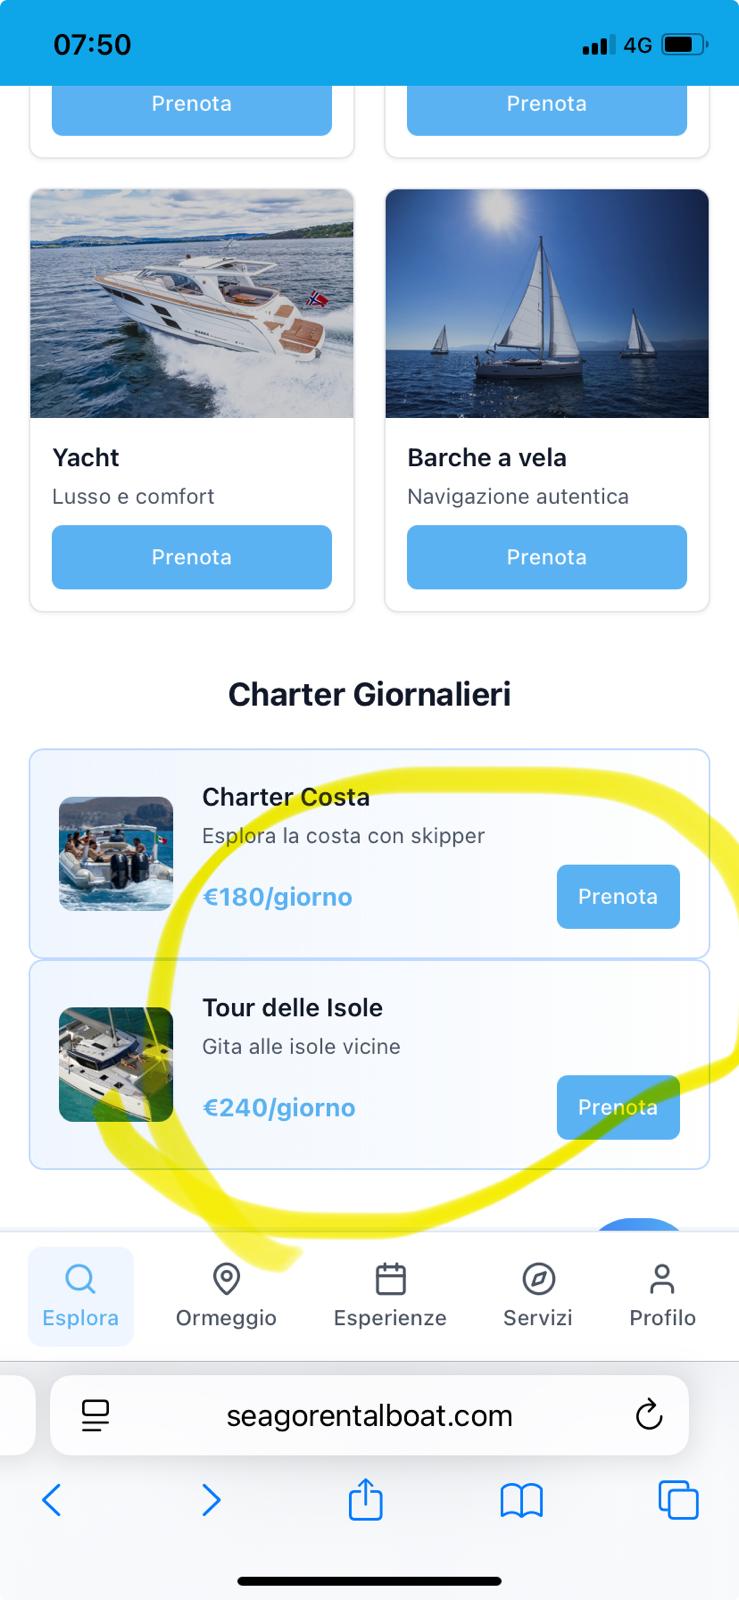 07:50 4G
Prenota Prenota
Yacht
Lusso e comfort
Prenota
Barche a vela
Navigazione autentica
Prenota
Charter Giornalieri
Charter Costa
Esplora la costa con skipper
€180/giorno Prenota
Tour delle Isole
Gita alle isole vicine
€240/giorno Prenota
Esplora Ormeggio Esperienze Servizi Profilo
seagorentalboat.com